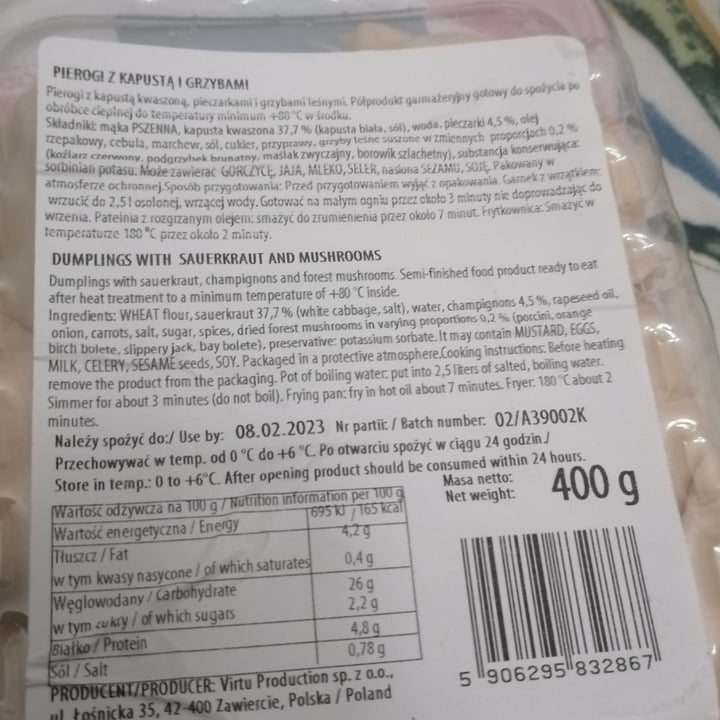 PIEROGI Z KAPUSTĄ I GRZYBAMI
Pierogi z kapustą kwaszoną, pieczarkami i grzybami leśnymi. Półprodukt garmażeryjny gotowy do spożycia po
obróbce cieplnej do temperatury minimum +80 °C w środku.
Składniki: mąka PSZENNA, kapusta kwaszona 37,7 % (kapusta biała, sól), woda, pieczarki 4,5 %, olej
rzepakowy, cebula, marchew, sól, cukier, przyprawy, grzyby leśne suszone w zmiennych proporcjach 0,2 %
(koźlarz czerwony, podgrzybek brunatny, maślak zwyczajny, borowik szlachetny), substancja konserwująca:
sorbinian potasu. Może zawierać GORCZYCĘ, JAJA, MLEKO, SELER, nasiona SEZAMU, SOJĘ. Pakowany w
atmosferze ochronnej. Sposób przygotowania: Przed przygotowaniem wyjąć z opakowania. Garnek z wrzątkiem:
wrzucić do 2,5 l osolonej, wrzącej wody. Gotować na małym ogniu przez około 3 minuty nie doprowadzając do
wrzenia. Patelnia z rozgrzanym olejem: smażyć do zrumienienia przez około 7 minut. Frytkownica: Smażyć w
temperaturze 180 °C przez około 2 minuty.
DUMPLINGS WITH SAUERKRAUT AND MUSHROOMS
Dumplings with sauerkraut, champignons and forest mushrooms. Semi-finished food product ready to eat
after heat treatment to a minimum temperature of +80 °C inside.
Ingredients: WHEAT flour, sauerkraut 37,7 % (white cabbage, salt), water, champignons 4,5 %, rapeseed oil,
onion, carrots, salt, sugar, spices, dried forest mushrooms in varying proportions 0,2 % (porcini, orange
birch bolete, slippery jack, bay bolete), preservative: potassium sorbate. It may contain MUSTARD, EGGS,
MILK, CELERY, SESAME seeds, SOY. Packaged in a protective atmosphere.Cooking instructions: Before heating
remove the product from the packaging. Pot of boiling water: put into 2,5 liters of salted, boiling water.
Simmer for about 3 minutes (do not boil). Frying pan: fry in hot oil about 7 minutes. Fryer: 180 °C about 2
minutes.
Należy spożyć do:/ Use by: 08.02.2023 Nr partii: / Batch number: 02/A39002K
Przechowywać w temp. od 0 °C do +6 °C. Po otwarciu spożyć w ciągu 24 godzin./
Store in temp.: 0 to +6°C. After opening product should be consumed within 24 hours.
Masa netto:
Net weight: 400 g
Wartość odżywcza na 100 g / Nutrition information per 100 g
Wartość energetyczna / Energy 695 kJ / 165 kcal
Tłuszcz / Fat 4,2 g
w tym kwasy nasycone / of which saturates 0,4 g
Węglowodany / Carbohydrate 26 g
w tym cukry / of which sugars 2,2 g
Białko / Protein 4,8 g
Sól / Salt 0,78 g
PRODUCENT/PRODUCER: Virtu Production sp. z o.o.,
ul. Łośnicka 35, 42-400 Zawiercie, Polska / Poland
5 906295 832867